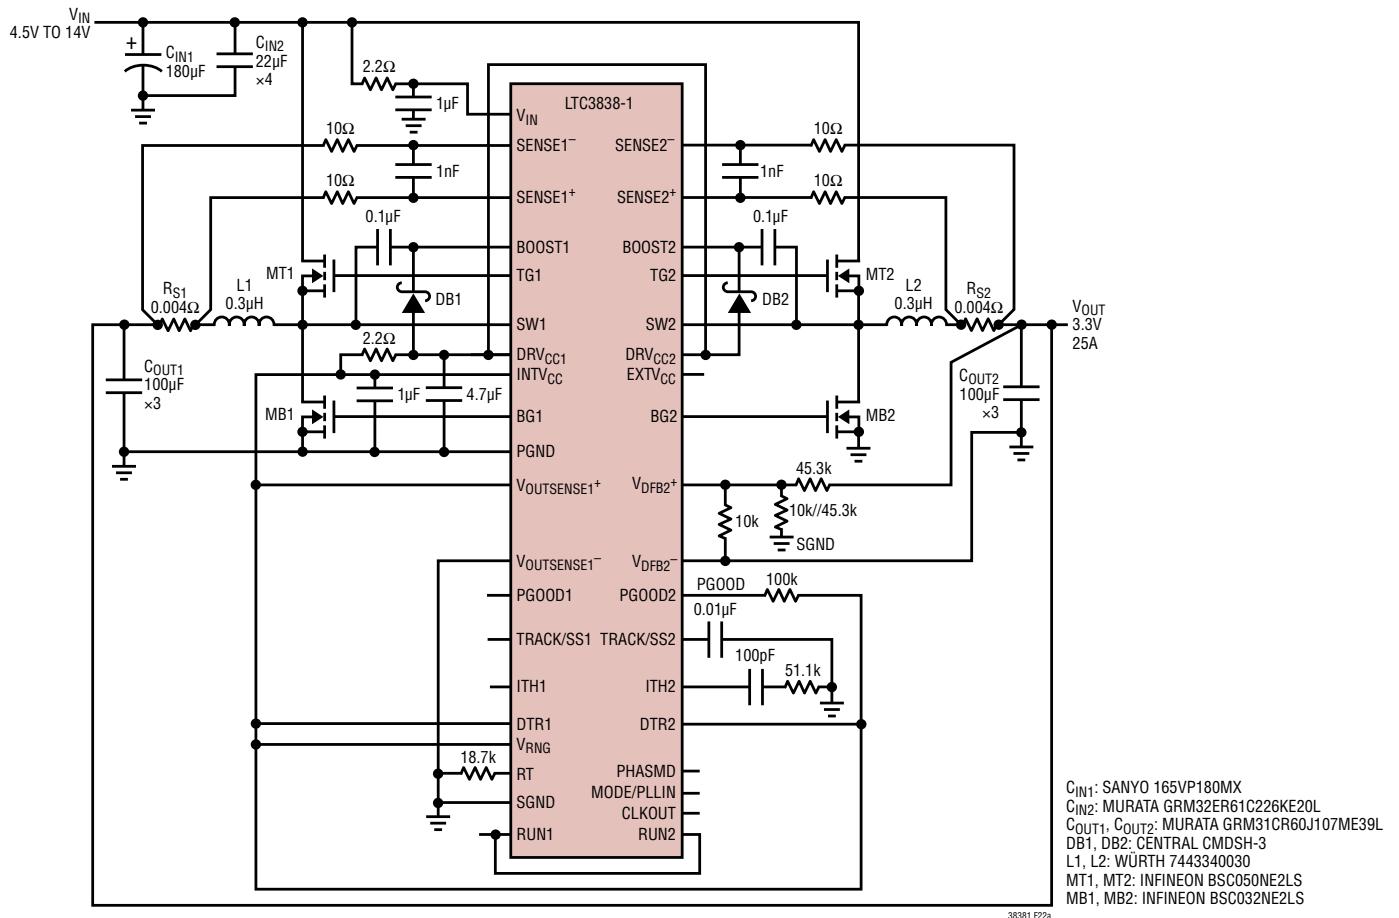 VIN
4.5V TO 14V
+
CIN1
180µF
CIN2
22µF
×4
2.2Ω
1µF
LTC3838-1
VIN
10Ω
SENSE1−
1nF
10Ω
SENSE1+
SENSE2−
10Ω
1nF
SENSE2+
10Ω
0.1µF
BOOST1
BOOST2
0.1µF
MT1
TG1
TG2
MT2
DB1
DB2
RS1
0.004Ω
L1
0.3µH
SW1
SW2
L2
0.3µH
RS2
0.004Ω
VOUT
3.3V
25A
2.2Ω
DRVCC1
DRVCC2
INTVCC
EXTVCC
COUT1
100µF
×3
1µF
4.7µF
COUT2
100µF
×3
MB1
BG1
BG2
MB2
PGND
VOUTSENSE1+
VDFB2+
45.3k
10k
10k//45.3k
SGND
VOUTSENSE1−
VDFB2−
PGOOD1
PGOOD2
PGOOD
100k
0.01µF
TRACK/SS1
TRACK/SS2
100pF
51.1k
ITH1
ITH2
DTR1
DTR2
VRNG
18.7k
RT
PHASMD
MODE/PLLIN
SGND
CLKOUT
RUN1
RUN2
CIN1: SANYO 165VP180MX
CIN2: MURATA GRM32ER61C226KE20L
COUT1, COUT2: MURATA GRM31CR60J107ME39L
DB1, DB2: CENTRAL CMDSH-3
L1, L2: WÜRTH 7443340030
MT1, MT2: INFINEON BSC050NE2LS
MB1, MB2: INFINEON BSC032NE2LS
38381 F22a